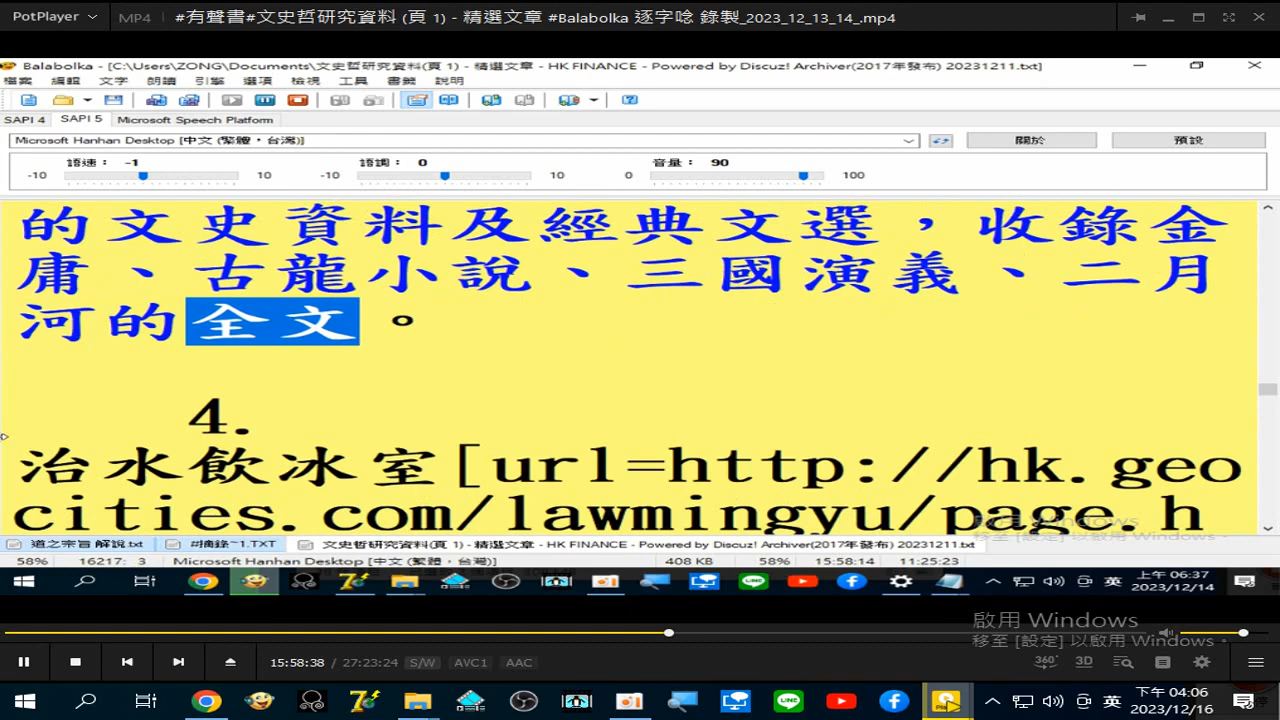 PotPlayer MP4 #有聲書#文史哲研究資料 (頁 1) - 精選文章 #Balabolka 逐字唸 錄製_2023_12_13_14_.mp4
Balabolka - [C:\Users\ZONG\Documents\文史哲研究資料(頁 1) - 精選文章 - HK FINANCE - Powered by Discuz! Archiver(2017年發布) 20231211.txt]
檔案 編輯 文字 朗讀 引擎 選項 檢視 工具 書籤 說明
SAPI 4 SAPI 5 Microsoft Speech Platform
Microsoft Hanhan Desktop [中文 (繁體，台灣)] 關於 預設
語速： -1 語調： 0 音量： 90
-10 10 -10 10 0 100
的文史資料及經典文選，收錄金
庸、古龍小說、三國演義、二月
河的全文。
4.
治水飲冰室[url=http://hk.geo
cities.com/lawmingyu/page.h
啟用 Windows
移至 [設定] 以啟用 Windows。
道之宗旨 解說.txt #摘錄~1.TXT 文史哲研究資料(頁 1) - 精選文章 - HK FINANCE - Powered by Discuz! Archiver(2017年發布) 20231211.txt
58% 16217: 3 Microsoft Hanhan Desktop [中文 (繁體，台灣)] 408 KB 58% 15:58:14 11:25:23
英 上午 06:37
2023/12/14
啟用 Windows
移至 [設定] 以啟用 Windows。
15:58:38 / 27:23:24 S/W AVC1 AAC 360° 3D
英 下午 04:06
2023/12/16